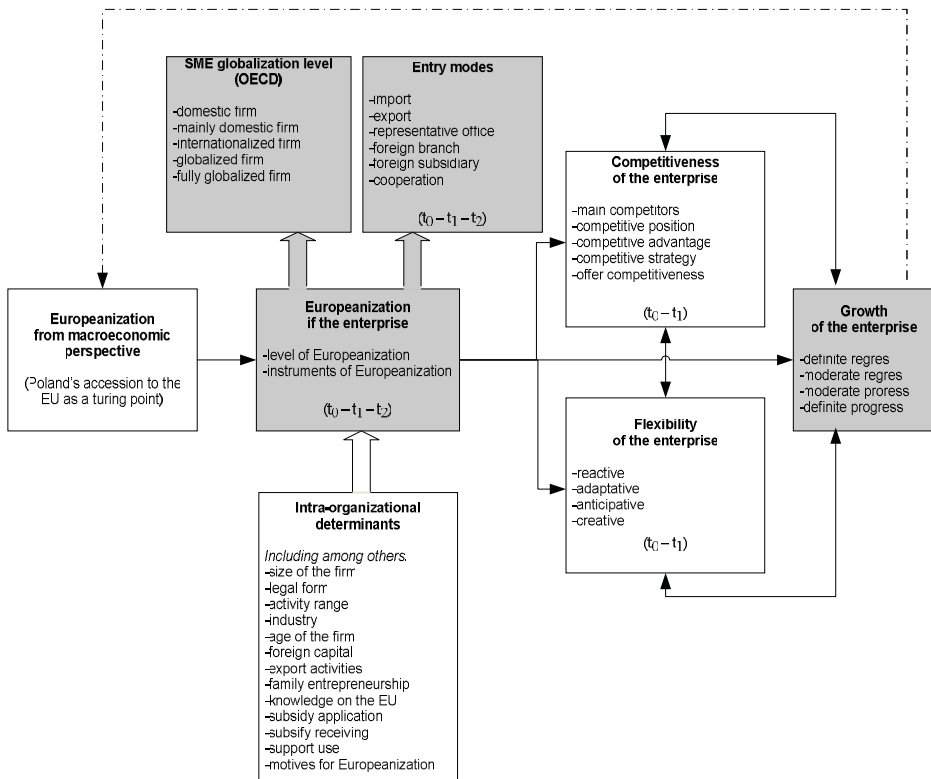 SME globalization level
(OECD)
-domestic firm
-mainly domestic firm
-internationalized firm
-globalized firm
-fully globalized firm
Entry modes
-import
-export
-representative office
-foreign branch
-foreign subsidiary
-cooperation
(t0 – t1 – t2)
Competitiveness
of the enterprise
-main competitors
-competitive position
-competitive advantage
-competitive strategy
-offer competitiveness
(t0 – t1)
Europeanization
from macroeconomic
perspective
(Poland's accession to the
EU as a turing point)
Europeanization
if the enterprise
-level of Europeanization
-instruments of Europeanization
(t0 – t1 – t2)
Growth
of the enterprise
-definite regres
-moderate regres
-moderate proress
-definite progress
Flexibility
of the enterprise
-reactive
-adaptative
-anticipative
-creative
(t0 – t1)
Intra-organizational
determinants
Including among others.
-size of the firm
-legal form
-activity range
-industry
-age of the firm
-foreign capital
-export activities
-family entrepreneurship
-knowledge on the EU
-subsidy application
-subsify receiving
-support use
-motives for Europeanization